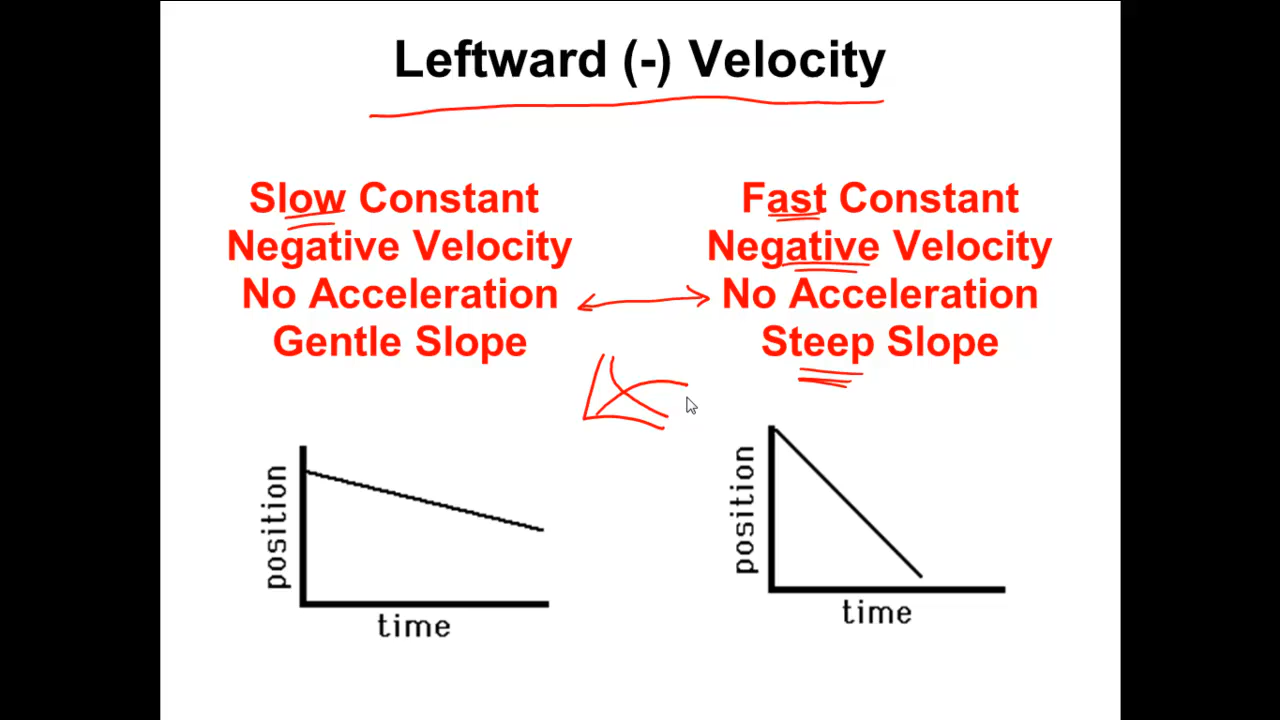 Leftward (-) Velocity
Slow Constant
Negative Velocity
No Acceleration
Gentle Slope
Fast Constant
Negative Velocity
No Acceleration
Steep Slope
position
time
position
time